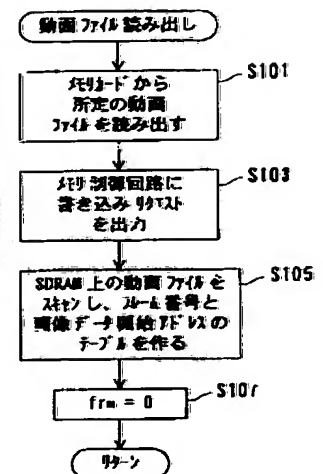 動画ファイル読み出し
S101
メモリカードから
所定の動画
ファイルを読み出す
S103
メモリ制御回路に
書き込みリクエスト
を出力
S105
SDRAM上の動画ファイルを
スキャンし、フレーム番号と
画像データ開始アドレスの
テーブルを作る
S107
frm = 0
リターン